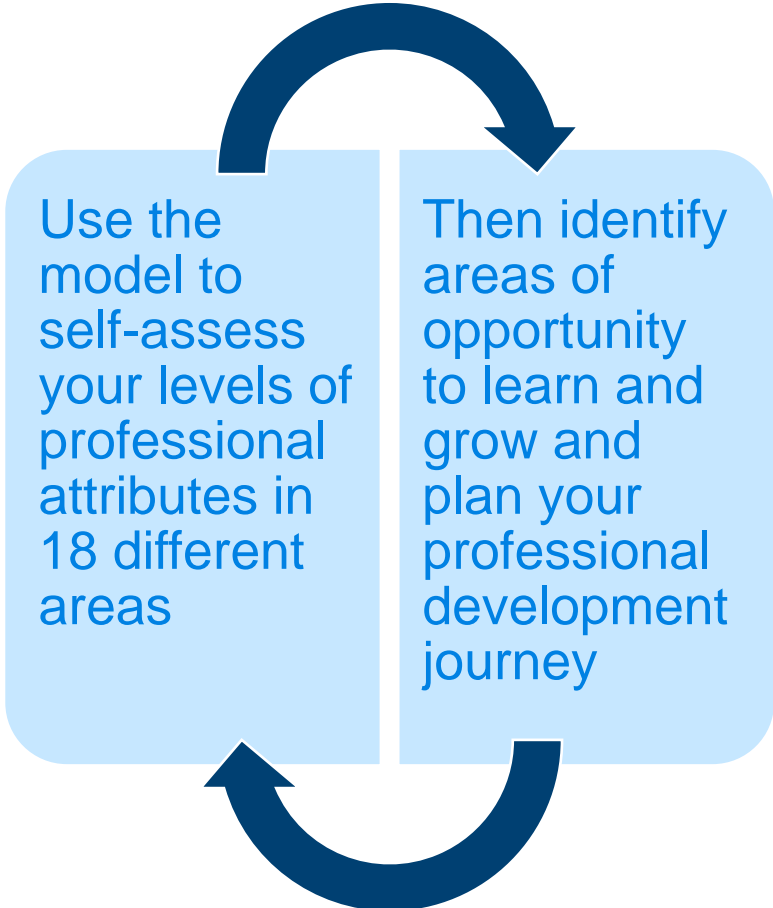 Use the
model to
self-assess
your levels of
professional
attributes in
18 different
areas
Then identify
areas of
opportunity
to learn and
grow and
plan your
professional
development
journey